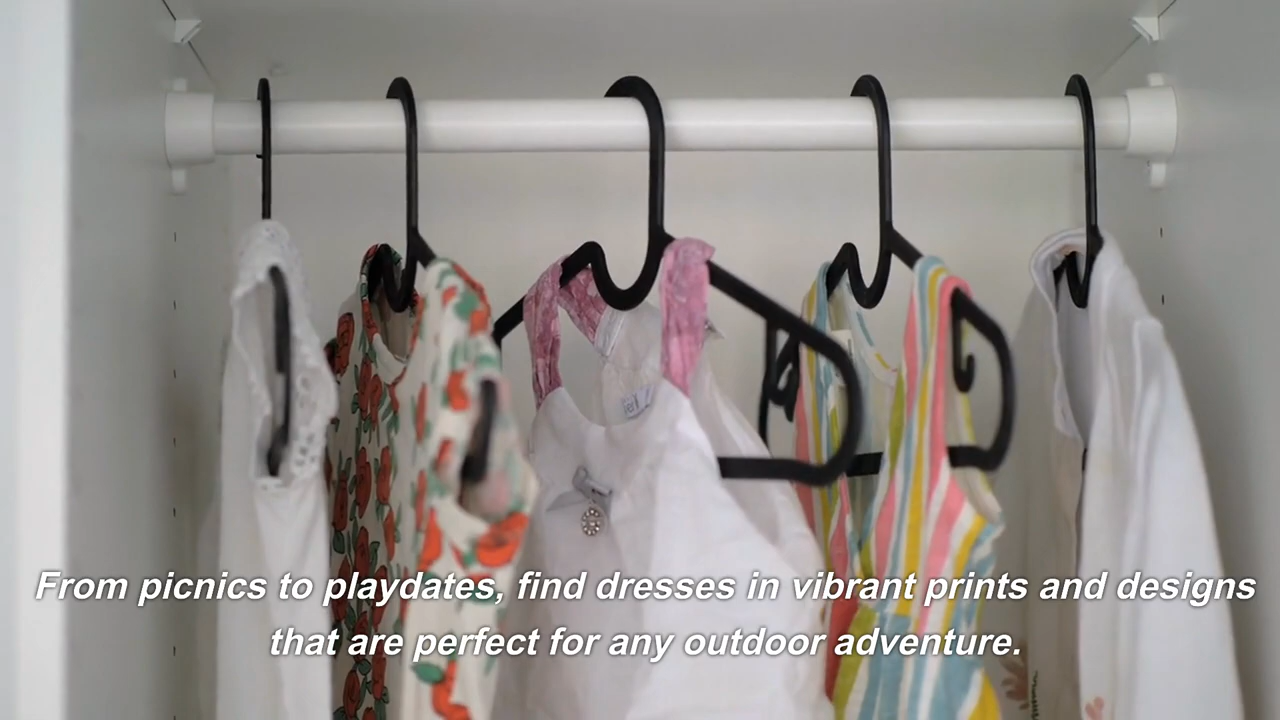 From picnics to playdates, find dresses in vibrant prints and designs
that are perfect for any outdoor adventure.